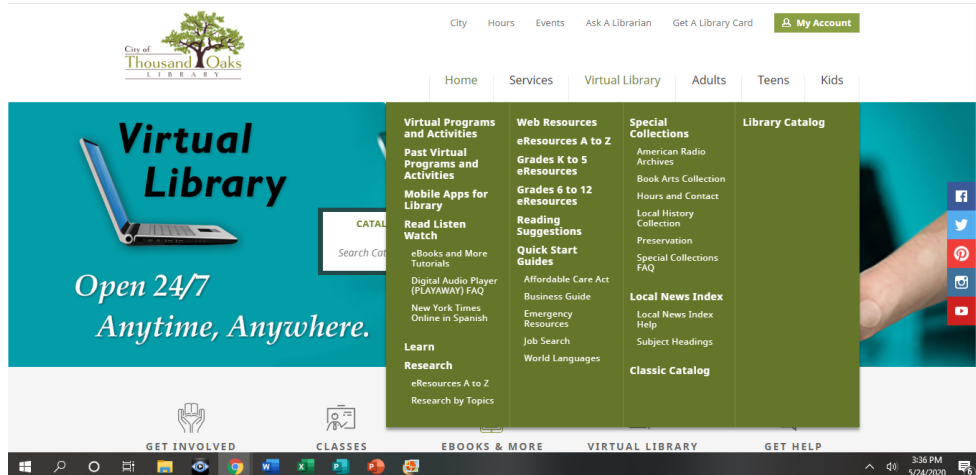 City Hours Events Ask A Librarian Get A Library Card My Account
City of
Thousand Oaks
LIBRARY
Home Services Virtual Library Adults Teens Kids
Virtual
Library
Open 24/7
Anytime, Anywhere.
CATAL
Search Cat
Virtual Programs
and Activities
Past Virtual
Programs and
Activities
Mobile Apps for
Library
Read Listen
Watch
eBooks and More
Tutorials
Digital Audio Player
(PLAYAWAY) FAQ
New York Times
Online in Spanish
Learn
Research
eResources A to Z
Research by Topics
Web Resources
eResources A to Z
Grades K to 5
eResources
Grades 6 to 12
eResources
Reading
Suggestions
Quick Start
Guides
Affordable Care Act
Business Guide
Emergency
Resources
Job Search
World Languages
Special
Collections
American Radio
Archives
Book Arts Collection
Hours and Contact
Local History
Collection
Preservation
Special Collections
FAQ
Local News Index
Local News Index
Help
Subject Headings
Classic Catalog
Library Catalog
GET INVOLVED CLASSES EBOOKS & MORE VIRTUAL LIBRARY GET HELP
3:36 PM
5/24/2020